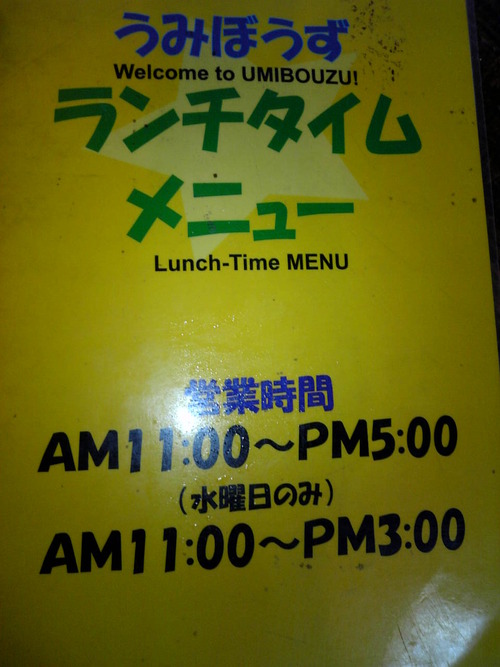 うみぼうず
Welcome to UMIBOUZU!
ランチタイム
メニュー
Lunch-Time MENU
営業時間
AM11:00～PM5:00
(水曜日のみ)
AM11:00～PM3:00